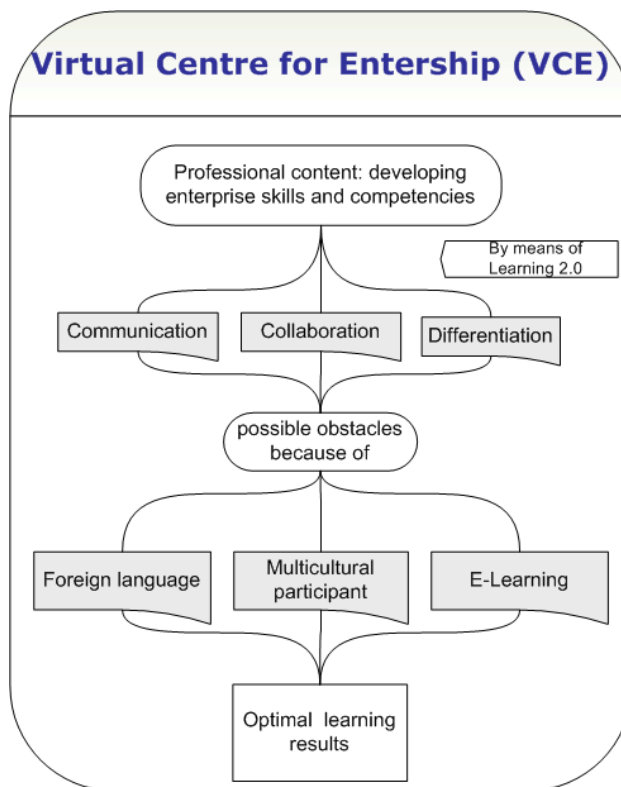 Virtual Centre for Entership (VCE)
Professional content: developing
enterprise skills and competencies
By means of
Learning 2.0
Communication
Collaboration
Differentiation
possible obstacles
because of
Foreign language
Multicultural
participant
E-Learning
Optimal learning
results